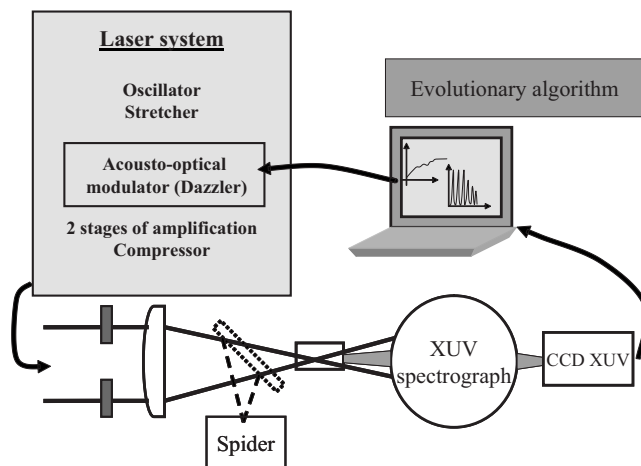 Laser system
Oscillator
Stretcher
Acousto-optical
modulator (Dazzler)
2 stages of amplification
Compressor
Evolutionary algorithm
XUV
spectrograph
CCD XUV
Spider